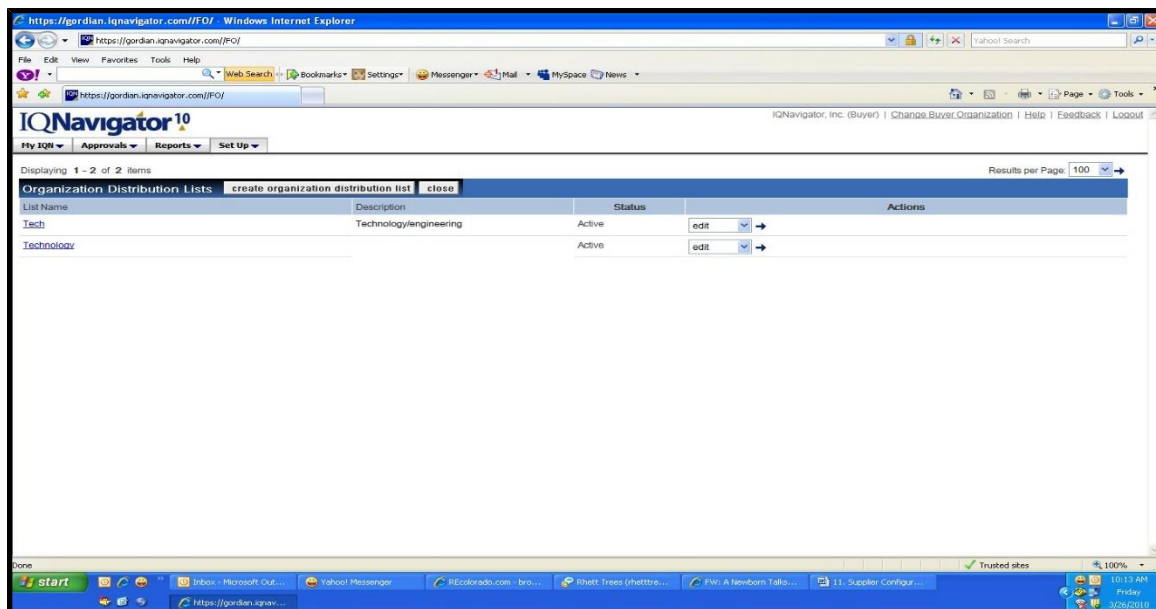 https://gordian.iqnavigator.com//FO/ - Windows Internet Explorer
https://gordian.iqnavigator.com//FO/ Yahoo! Search
File Edit View Favorites Tools Help
Y! Web Search Bookmarks Settings Messenger Mail MySpace News
https://gordian.iqnavigator.com//FO/ Page Tools
IQNavigator 10 IQNavigator, Inc. (Buyer) | Change Buyer Organization | Help | Feedback | Logout
My IQN Approvals Reports Set Up
Displaying 1 - 2 of 2 items Results per Page: 100
Organization Distribution Lists create organization distribution list close
List Name Description Status Actions
Tech Technology/engineering Active edit
Technology Active edit
Done Trusted sites 100%
start Inbox - Microsoft Out... Yahoo! Messenger REcolorado.com - bro... Rhett Trees (rhetttre... FW: A Newborn Talks... 11. Supplier Configur... 10:13 AM
Friday
https://gordian.iqnav... 3/26/2010